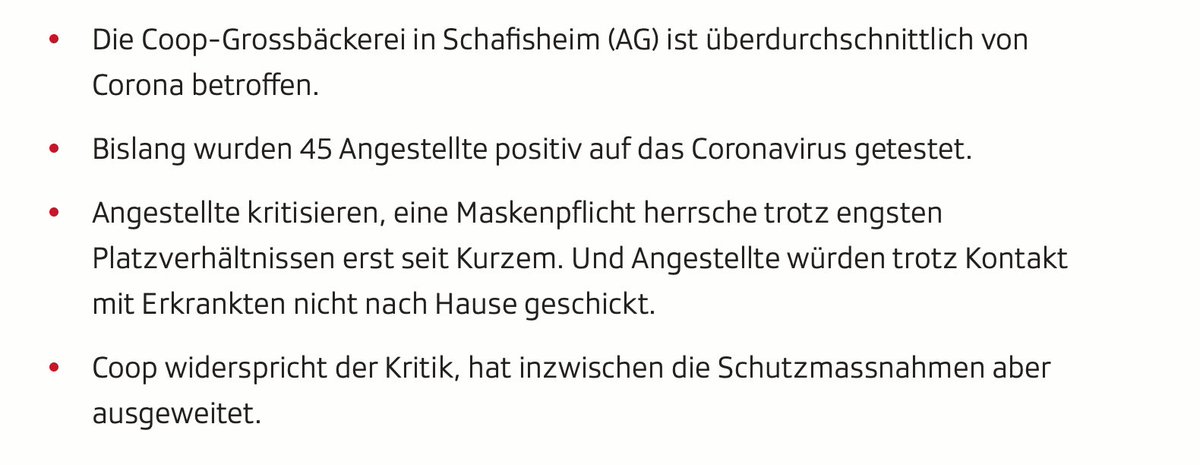 • Die Coop-Grossbäckerei in Schafisheim (AG) ist überdurchschnittlich von
Corona betroffen.
• Bislang wurden 45 Angestellte positiv auf das Coronavirus getestet.
• Angestellte kritisieren, eine Maskenpflicht herrsche trotz engsten
Platzverhältnissen erst seit Kurzem. Und Angestellte würden trotz Kontakt
mit Erkrankten nicht nach Hause geschickt.
• Coop widerspricht der Kritik, hat inzwischen die Schutzmassnahmen aber
ausgeweitet.